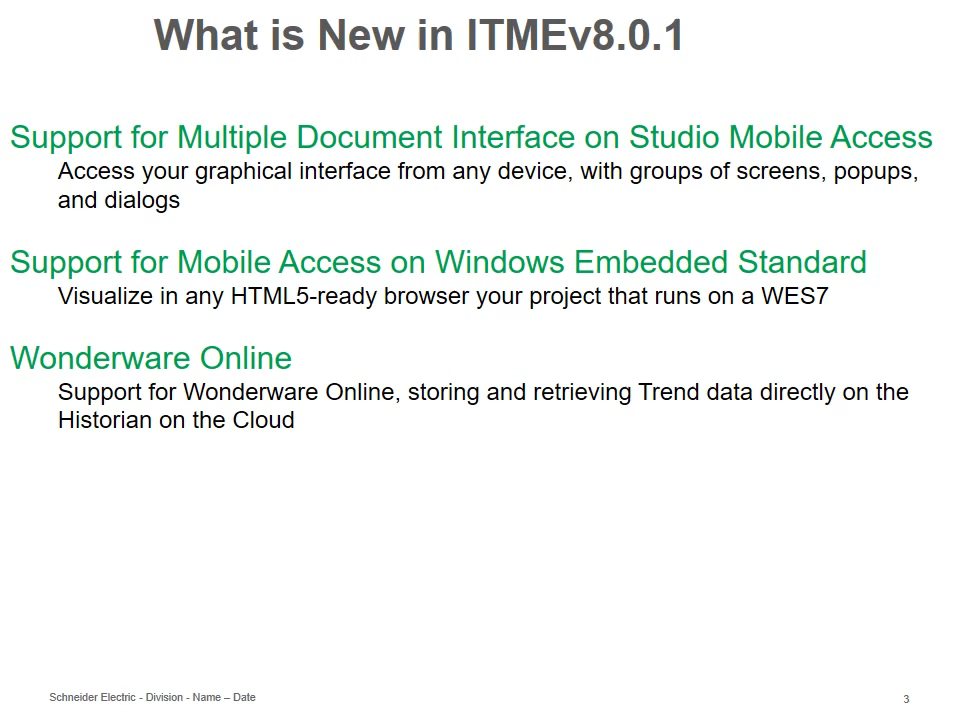 What is New in ITMEv8.0.1
Support for Multiple Document Interface on Studio Mobile Access
Access your graphical interface from any device, with groups of screens, popups,
and dialogs
Support for Mobile Access on Windows Embedded Standard
Visualize in any HTML5-ready browser your project that runs on a WES7
Wonderware Online
Support for Wonderware Online, storing and retrieving Trend data directly on the
Historian on the Cloud
Schneider Electric - Division - Name – Date
3